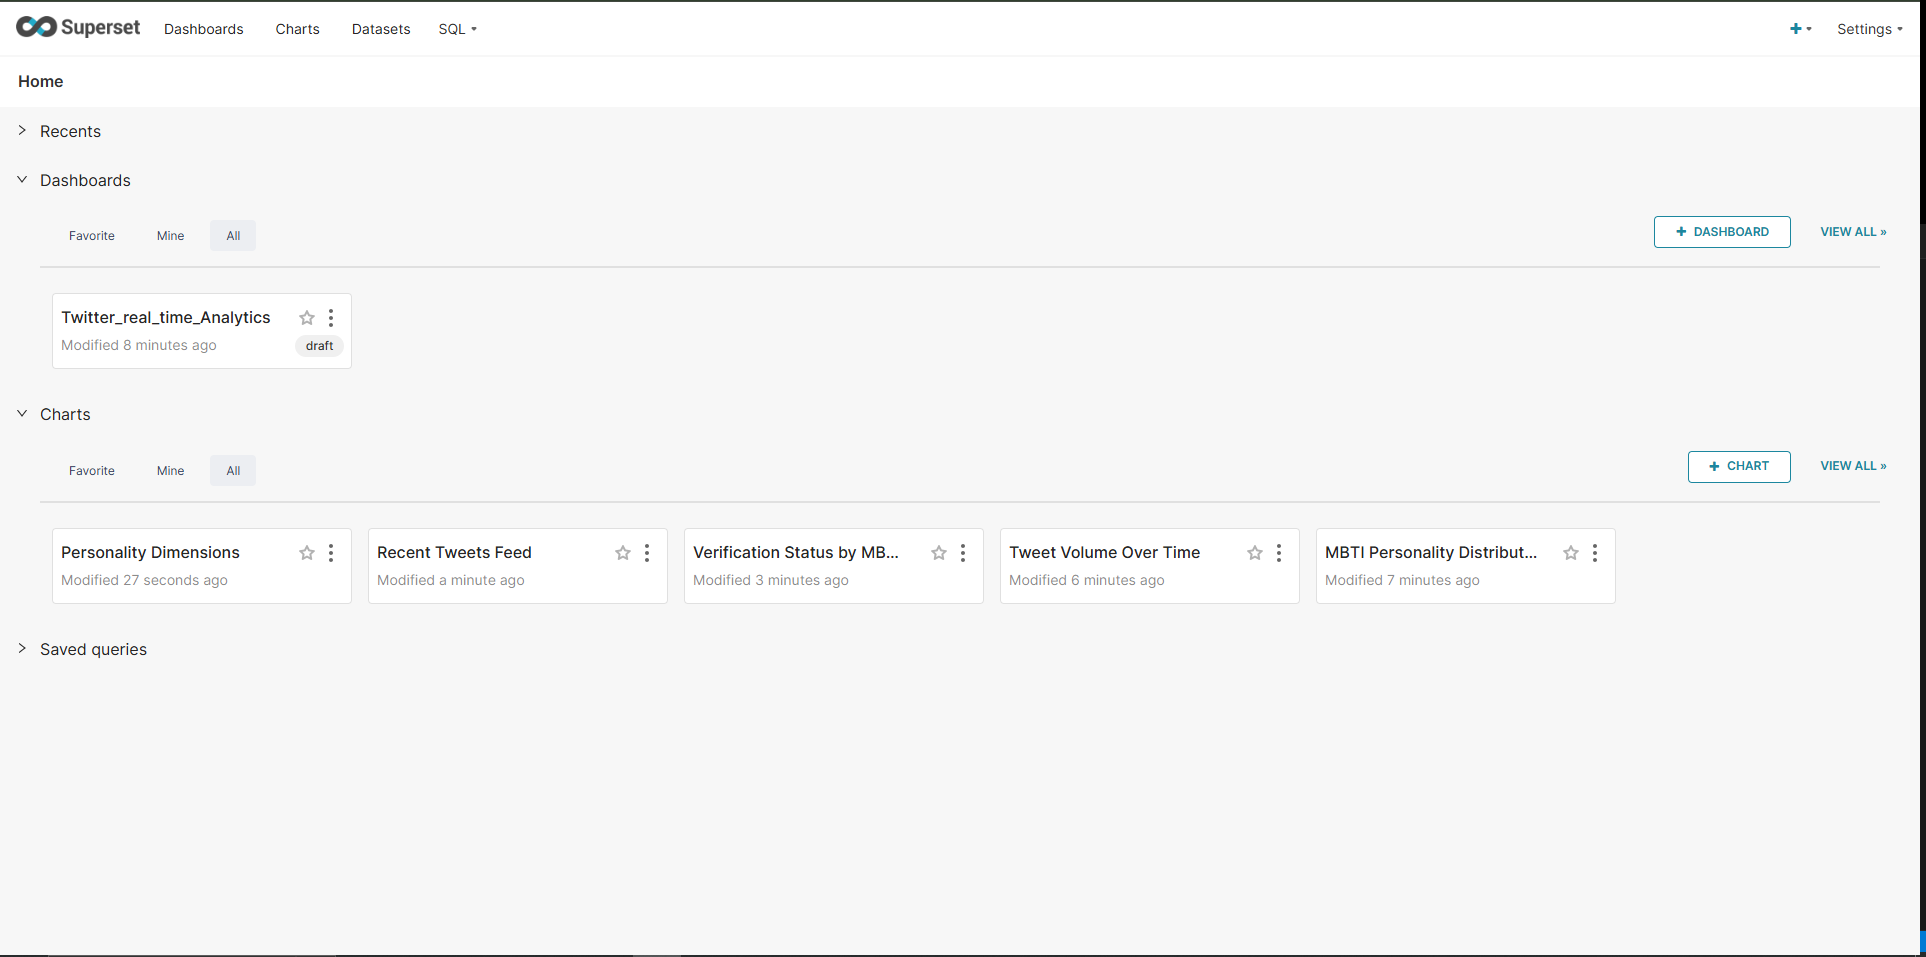 Superset Dashboards Charts Datasets SQL Settings
Home
Recents
Dashboards
Favorite Mine All + DASHBOARD VIEW ALL »
Twitter_real_time_Analytics
Modified 8 minutes ago draft
Charts
Favorite Mine All + CHART VIEW ALL »
Personality Dimensions
Modified 27 seconds ago
Recent Tweets Feed
Modified a minute ago
Verification Status by MB...
Modified 3 minutes ago
Tweet Volume Over Time
Modified 6 minutes ago
MBTI Personality Distribut...
Modified 7 minutes ago
Saved queries